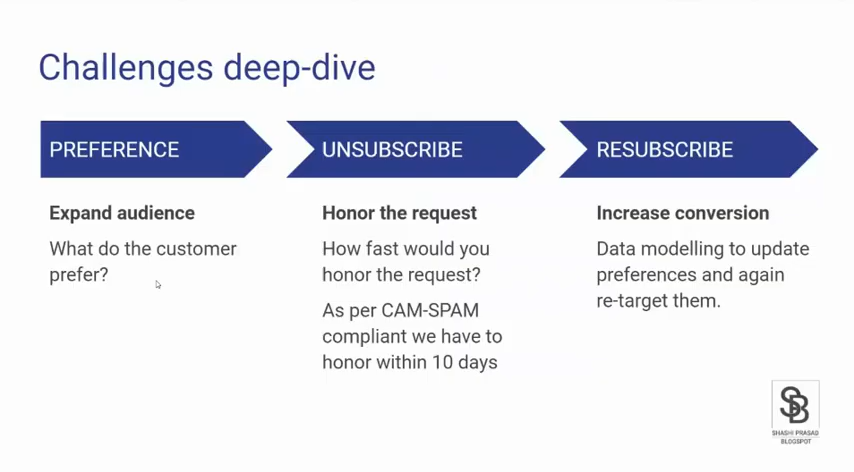 Challenges deep-dive
PREFERENCE
UNSUBSCRIBE
RESUBSCRIBE
Expand audience
What do the customer
prefer?
Honor the request
How fast would you
honor the request?
As per CAM-SPAM
compliant we have to
honor within 10 days
Increase conversion
Data modelling to update
preferences and again
re-target them.
SB
SHASHI PRASAD
BLOGSPOT